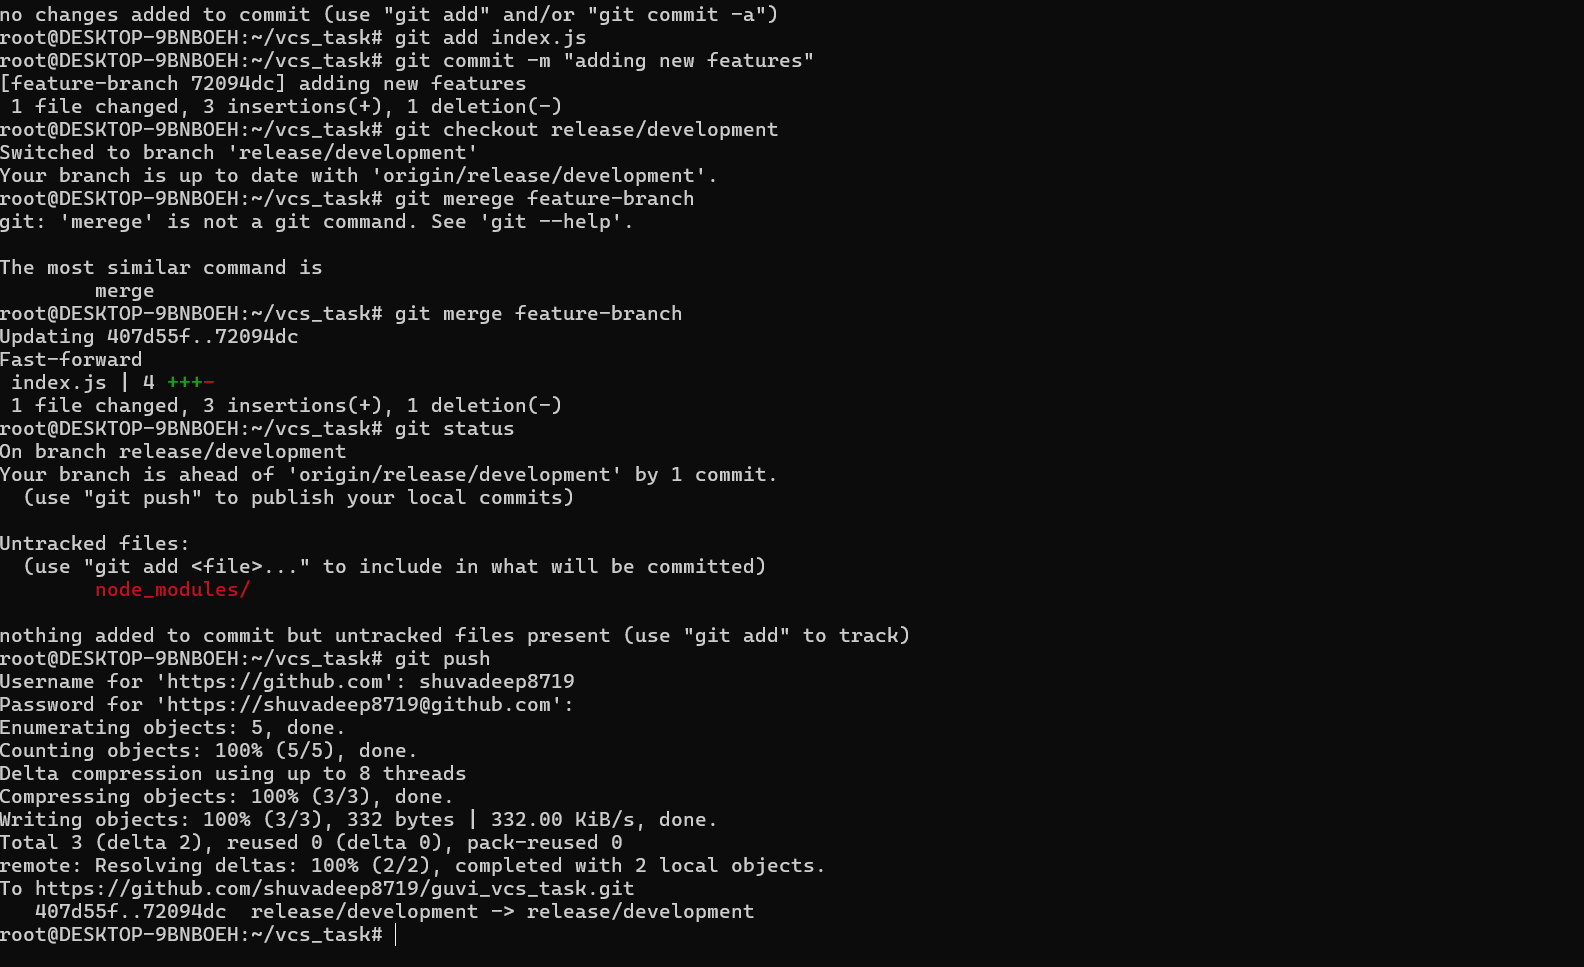 no changes added to commit (use "git add" and/or "git commit -a")
root@DESKTOP-9BNBOEH:~/vcs_task# git add index.js
root@DESKTOP-9BNBOEH:~/vcs_task# git commit -m "adding new features"
[feature-branch 72094dc] adding new features
 1 file changed, 3 insertions(+), 1 deletion(-)
root@DESKTOP-9BNBOEH:~/vcs_task# git checkout release/development
Switched to branch 'release/development'
Your branch is up to date with 'origin/release/development'.
root@DESKTOP-9BNBOEH:~/vcs_task# git merege feature-branch
git: 'merege' is not a git command. See 'git --help'.

The most similar command is
        merge
root@DESKTOP-9BNBOEH:~/vcs_task# git merge feature-branch
Updating 407d55f..72094dc
Fast-forward
 index.js | 4 +++-
 1 file changed, 3 insertions(+), 1 deletion(-)
root@DESKTOP-9BNBOEH:~/vcs_task# git status
On branch release/development
Your branch is ahead of 'origin/release/development' by 1 commit.
  (use "git push" to publish your local commits)

Untracked files:
  (use "git add <file>..." to include in what will be committed)
        node_modules/

nothing added to commit but untracked files present (use "git add" to track)
root@DESKTOP-9BNBOEH:~/vcs_task# git push
Username for 'https://github.com': shuvadeep8719
Password for 'https://shuvadeep8719@github.com':
Enumerating objects: 5, done.
Counting objects: 100% (5/5), done.
Delta compression using up to 8 threads
Compressing objects: 100% (3/3), done.
Writing objects: 100% (3/3), 332 bytes | 332.00 KiB/s, done.
Total 3 (delta 2), reused 0 (delta 0), pack-reused 0
remote: Resolving deltas: 100% (2/2), completed with 2 local objects.
To https://github.com/shuvadeep8719/guvi_vcs_task.git
   407d55f..72094dc  release/development -> release/development
root@DESKTOP-9BNBOEH:~/vcs_task#